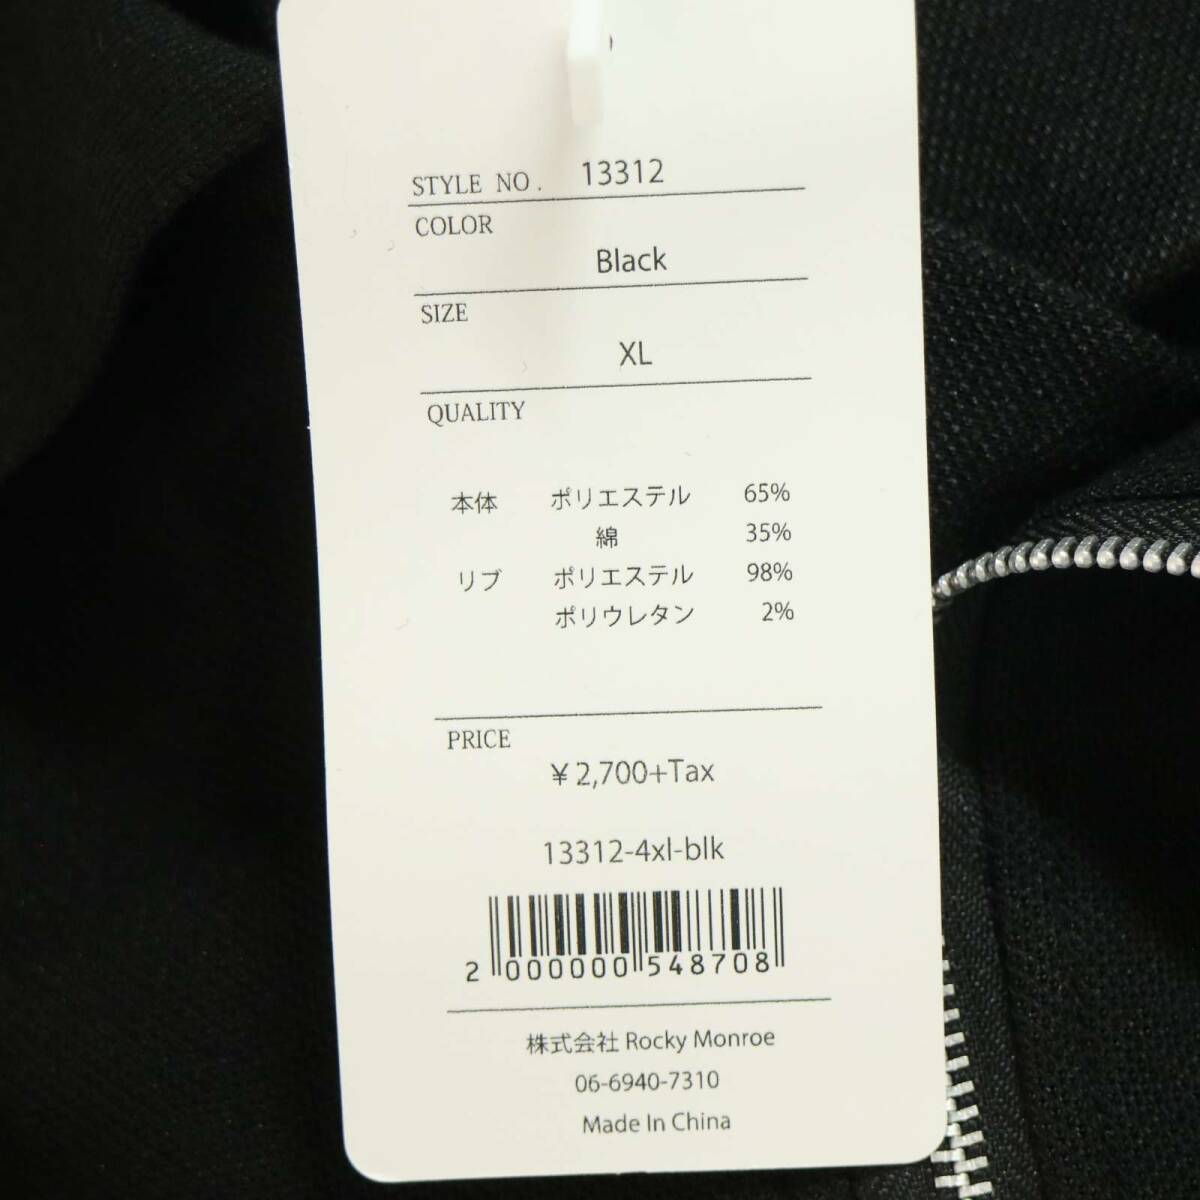 STYLE NO. 13312
COLOR
Black
SIZE
XL
QUALITY
本体 ポリエステル 65%
綿 35%
リブ ポリエステル 98%
ポリウレタン 2%
PRICE
¥2,700+Tax
13312-4xl-blk
2 000000 548708
株式会社 Rocky Monroe
06-6940-7310
Made In China